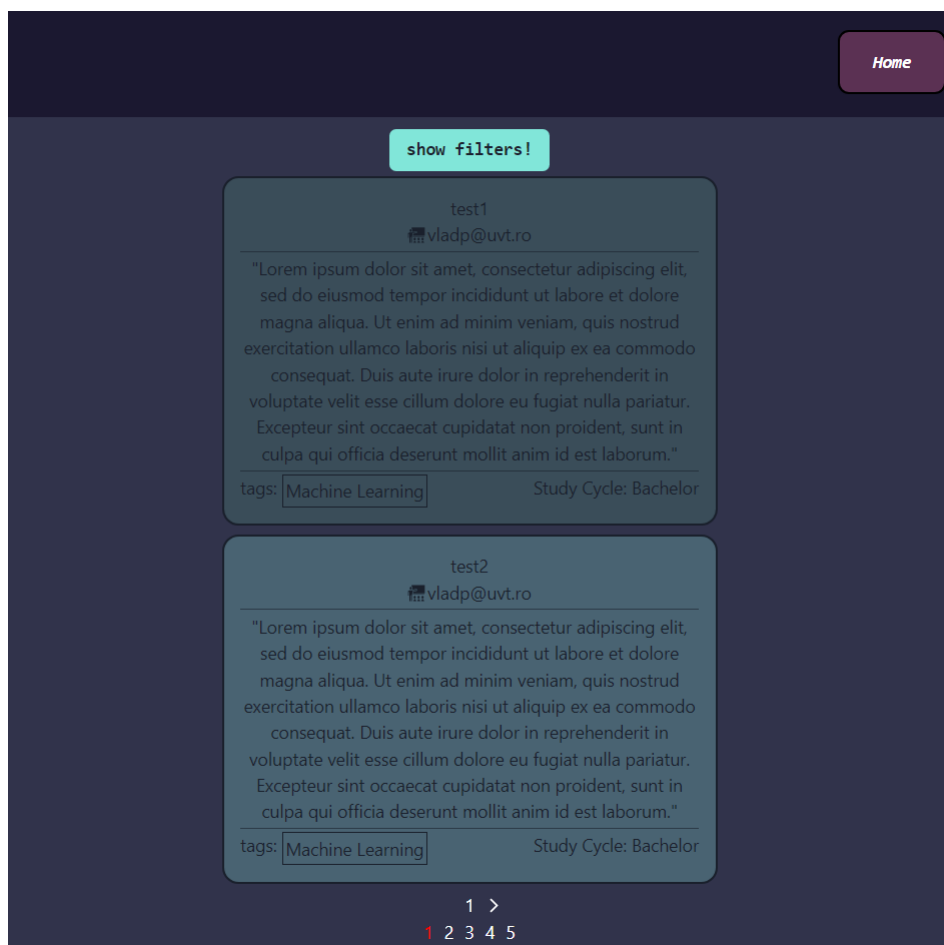 Home
show filters!
test1
vladp@uvt.ro
"Lorem ipsum dolor sit amet, consectetur adipiscing elit,
sed do eiusmod tempor incididunt ut labore et dolore
magna aliqua. Ut enim ad minim veniam, quis nostrud
exercitation ullamco laboris nisi ut aliquip ex ea commodo
consequat. Duis aute irure dolor in reprehenderit in
voluptate velit esse cillum dolore eu fugiat nulla pariatur.
Excepteur sint occaecat cupidatat non proident, sunt in
culpa qui officia deserunt mollit anim id est laborum."
tags: Machine Learning Study Cycle: Bachelor
test2
vladp@uvt.ro
"Lorem ipsum dolor sit amet, consectetur adipiscing elit,
sed do eiusmod tempor incididunt ut labore et dolore
magna aliqua. Ut enim ad minim veniam, quis nostrud
exercitation ullamco laboris nisi ut aliquip ex ea commodo
consequat. Duis aute irure dolor in reprehenderit in
voluptate velit esse cillum dolore eu fugiat nulla pariatur.
Excepteur sint occaecat cupidatat non proident, sunt in
culpa qui officia deserunt mollit anim id est laborum."
tags: Machine Learning Study Cycle: Bachelor
1 >
1 2 3 4 5